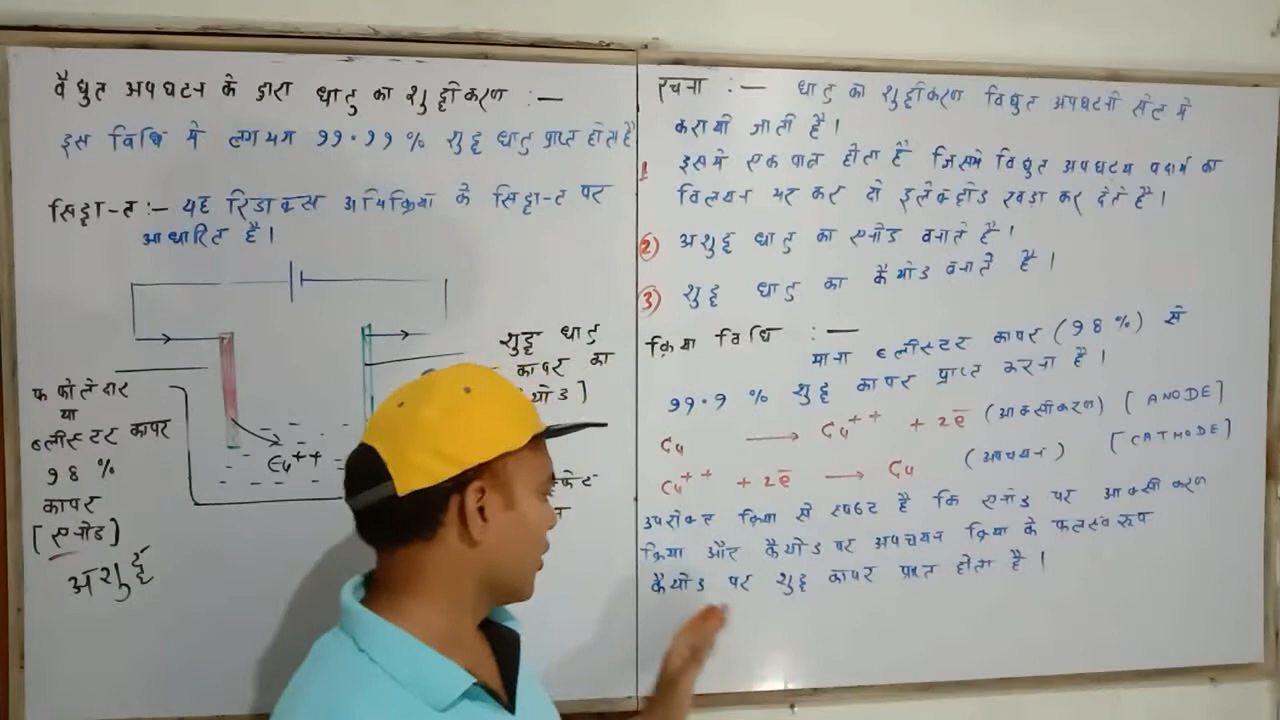 वैधुत अपघटन के द्वारा धातु का शुद्धीकरण :—
इस विधि मे लगभग 99.99 % शुद्ध धातु प्राप्त होता है
सिद्धान्त :— यह रिडाक्स अभिक्रिया के सिद्धान्त पर
आधारित है।
शुद्ध धातु
कापर का
फफोलेदार
या
ब्लीस्टर कापर
98 %
कापर
[एनोड]
अशुद्ध
Cu++
रचना :— धातु का शुद्धीकरण विधुत अपघटनी सेल मे
करायी जाती है।
1 इसमे एक पात्र होता है जिसमे विधुत अपघटय पदार्थ का
विलयन भर कर दो इलेक्ट्रोड खड़ा कर देते है।
(2) अशुद्ध धातु का एनोड बनाते है।
(3) शुद्ध धातु का कैथोड बनाते है।
क्रिया विधि :—
माना ब्लीस्टर कापर (98%) से
99.9 % शुद्ध कापर प्राप्त करना है।
Cu ⟶ Cu++ + 2e̅ (आक्सीकरण) [ANODE]
Cu++ + 2e̅ ⟶ Cu (अपचयन) [CATHODE]
उपरोक्त क्रिया से स्पष्ट है कि एनोड पर आक्सीकरण
क्रिया और कैथोड पर अपचयन क्रिया के फलस्वरूप
कैथोड पर शुद्ध कापर प्राप्त होता है।